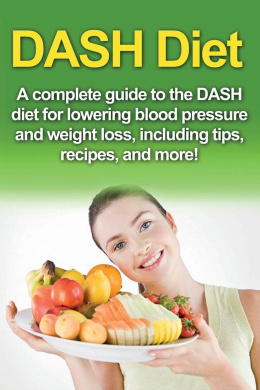 DASH Diet
A complete guide to the DASH
diet for lowering blood pressure
and weight loss, including tips,
recipes, and more!